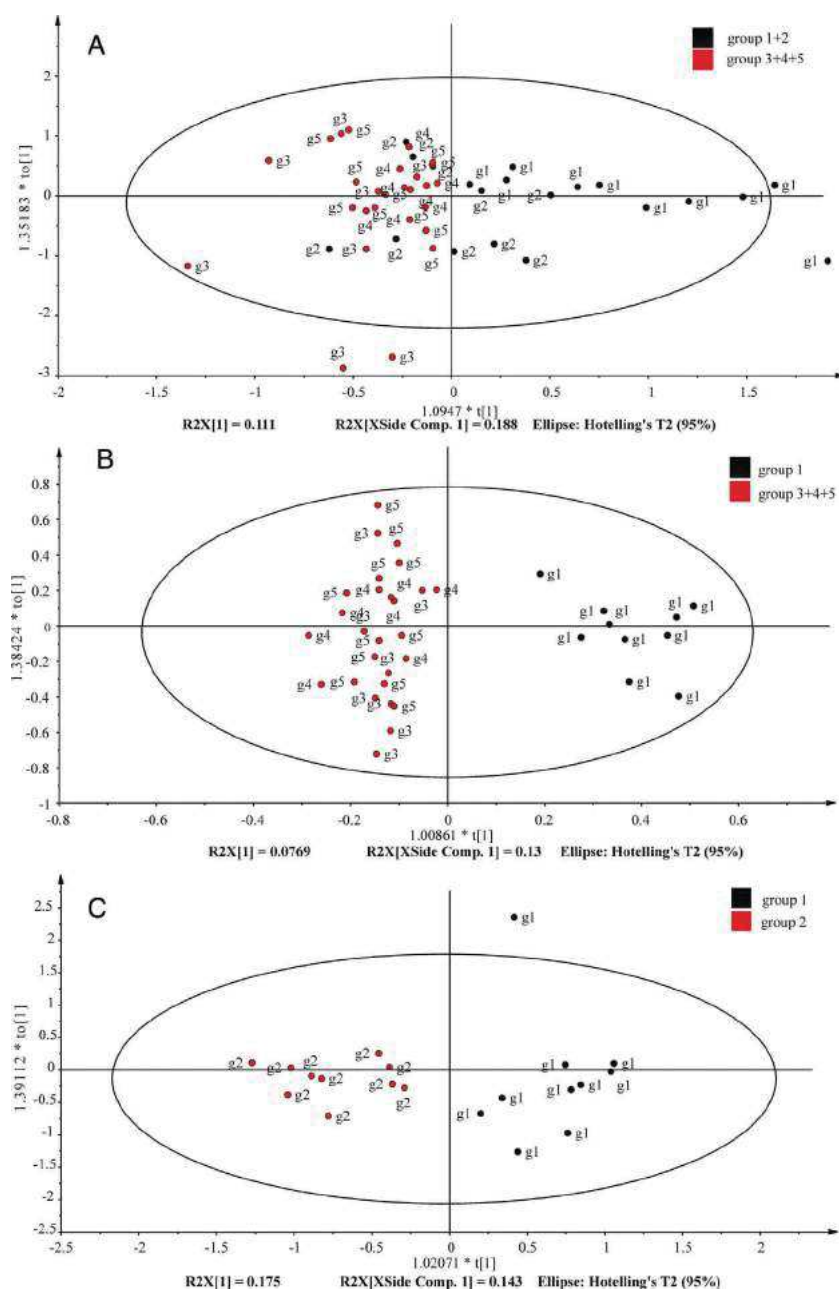 A
group 1+2
group 3+4+5
1.35183 * to[1]
2
1
0
-1
-2
-3
g3
g5
g5
g3
g4
g2
g2
g5
g1
g1
g1
g1
g2
g1
g1
g1
g2
g2
g2
g2
g3
g5
g3
g3
g3
-2
-1.5
-1
-0.5
0
0.5
1
1.5
1.0947 * t[1]
R2X[1] = 0.111 R2X[XSide Comp. 1] = 0.188 Ellipse: Hotelling's T2 (95%)
B
group 1
group 3+4+5
1.38424 * to[1]
0.8
0.6
0.4
0.2
0
-0.2
-0.4
-0.6
-0.8
-1
g5
g3
g5
g5
g4
g5
g4
g4
g3
g4
g3
g4
g5
g5
g3
g4
g4
g5
g5
g3
g3
g5
g3
g3
g1
g1
g1
g1
g1
g1
g1
g1
g1
g1
-0.8
-0.6
-0.4
-0.2
0
0.2
0.4
0.6
1.00861 * t[1]
R2X[1] = 0.0769 R2X[XSide Comp. 1] = 0.13 Ellipse: Hotelling's T2 (95%)
C
group 1
group 2
1.39112 * to[1]
2.5
2
1.5
1
0.5
0
-0.5
-1
-1.5
-2
-2.5
g1
g2
g2
g2
g2
g2
g2
g2
g2
g2
g1
g1
g1
g1
g1
g1
g1
g1
g1
-2.5
-2
-1.5
-1
-0.5
0
0.5
1
1.5
2
1.02071 * t[1]
R2X[1] = 0.175 R2X[XSide Comp. 1] = 0.143 Ellipse: Hotelling's T2 (95%)